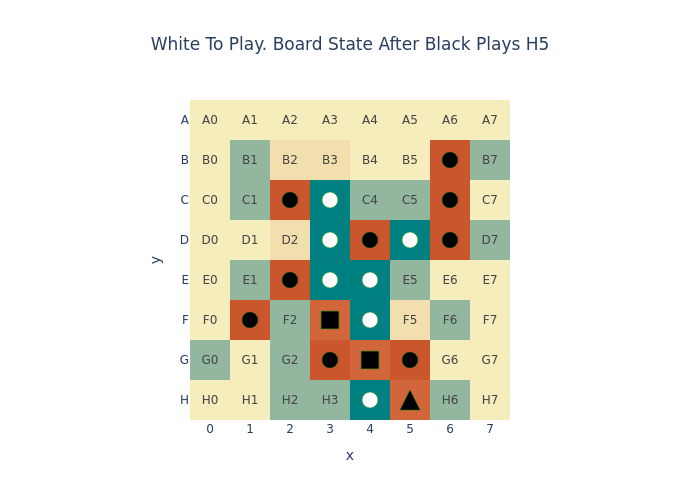 White To Play. Board State After Black Plays H5
A A0 A1 A2 A3 A4 A5 A6 A7
B B0 B1 B2 B3 B4 B5 B7
C C0 C1 C4 C5 C7
D D0 D1 D2 D7
E E0 E1 E5 E6 E7
F F0 F2 F5 F6 F7
G G0 G1 G2 G6 G7
H H0 H1 H2 H3 H6 H7
0 1 2 3 4 5 6 7
x
y